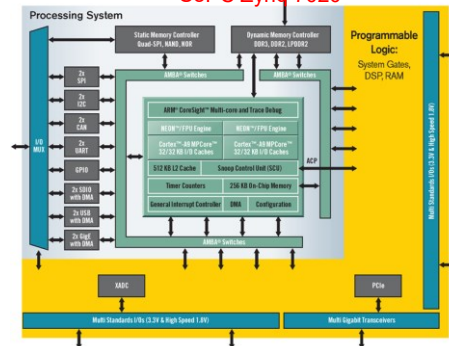 SoPC Zynq 7020
Processing System
Static Memory Controller
Quad-SPI, NAND, NOR
Dynamic Memory Controller
DDR3, DDR2, LPDDR2
Programmable
Logic:
System Gates,
DSP, RAM
AMBA® Switches
AMBA® Switches
2x
SPI
2x
I2C
2x
CAN
2x
UART
GPIO
2x SDIO
with DMA
2x USB
with DMA
2x GigE
with DMA
I/O
MUX
ARM® CoreSight™ Multi-core and Trace Debug
NEON™/FPU Engine
NEON™/FPU Engine
Cortex™-A9 MPCore™
32/32 KB I/D Caches
Cortex™-A9 MPCore™
32/32 KB I/D Caches
512 KB L2 Cache
Snoop Control Unit (SCU)
Timer Counters
256 KB On-Chip Memory
General Interrupt Controller
DMA
Configuration
ACP
AMBA® Switches
Multi Standards I/Os (3.3V & High Speed 1.8V)
XADC
PCIe
Multi Standards I/Os (3.3V & High Speed 1.8V)
Multi Gigabit Transceivers